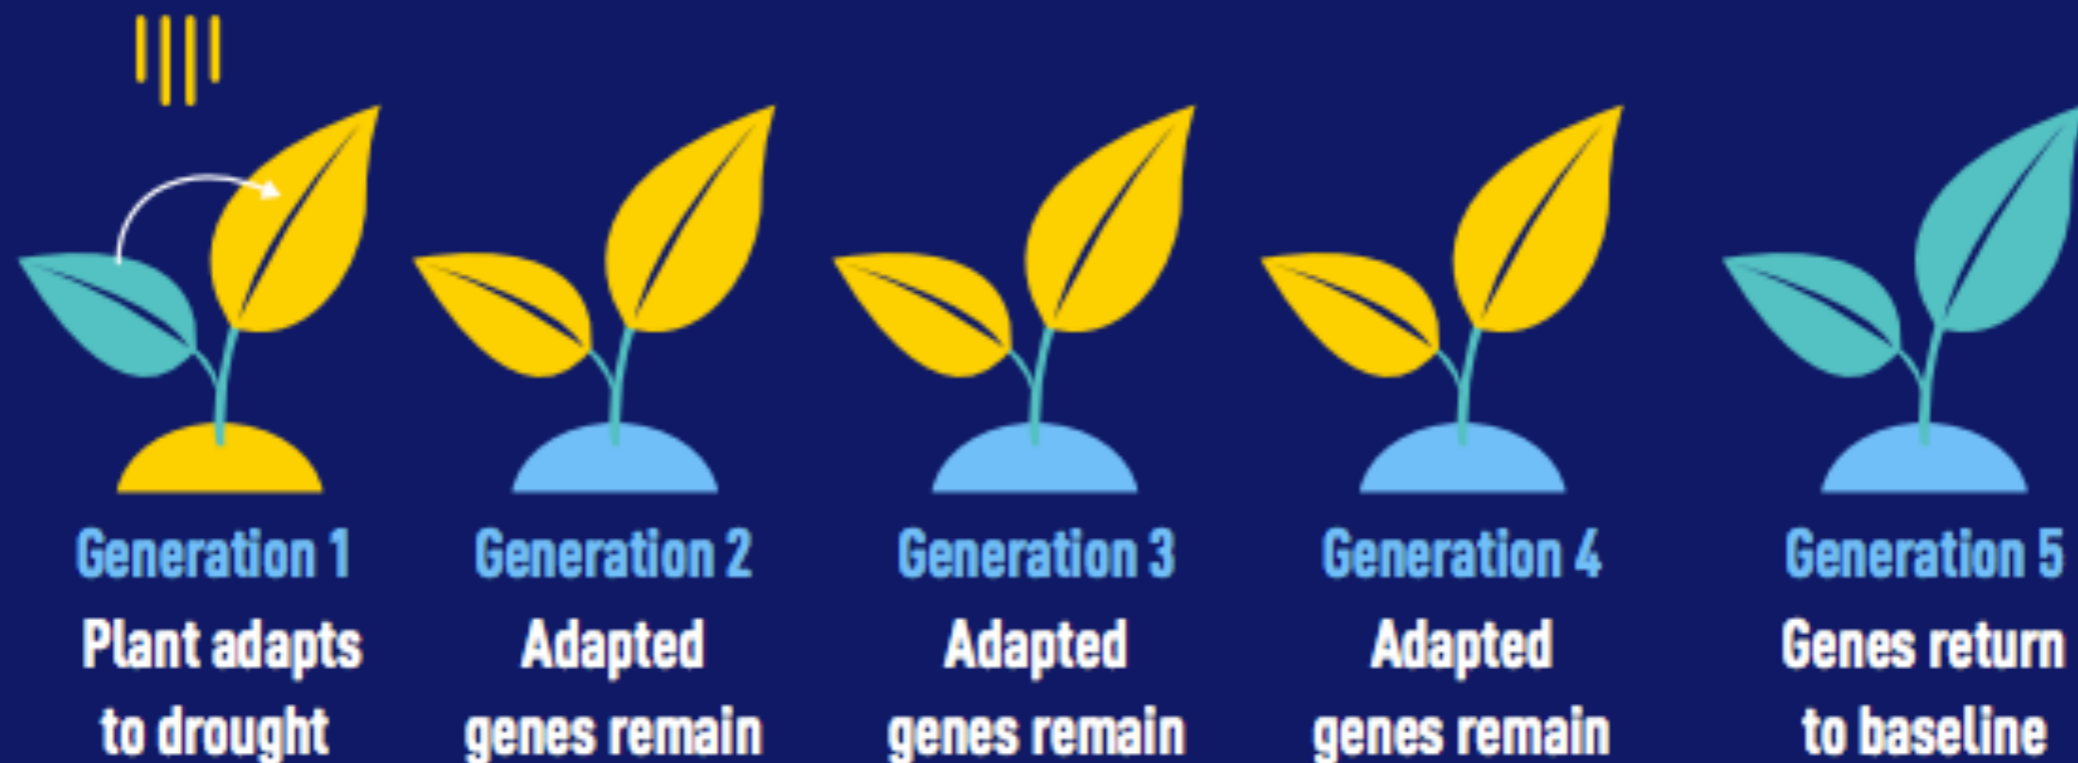 Generation 1
Plant adapts
to drought
Generation 2
Adapted
genes remain
Generation 3
Adapted
genes remain
Generation 4
Adapted
genes remain
Generation 5
Genes return
to baseline